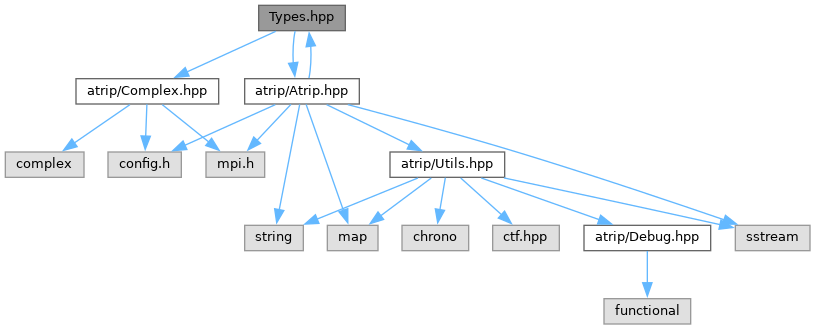 Types.hpp
atrip/Complex.hpp
atrip/Atrip.hpp
complex
config.h
mpi.h
atrip/Utils.hpp
string
map
chrono
ctf.hpp
atrip/Debug.hpp
sstream
functional